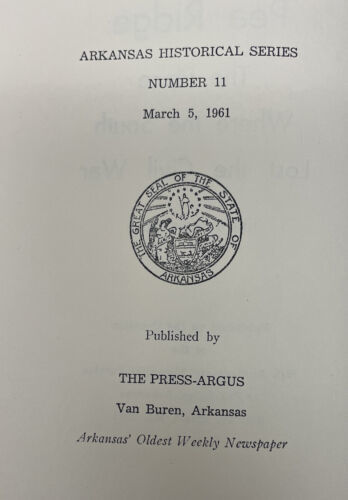 ARKANSAS HISTORICAL SERIES
NUMBER 11
March 5, 1961
THE GREAT SEAL OF THE STATE OF
ARKANSAS
Published by
THE PRESS-ARGUS
Van Buren, Arkansas
Arkansas' Oldest Weekly Newspaper